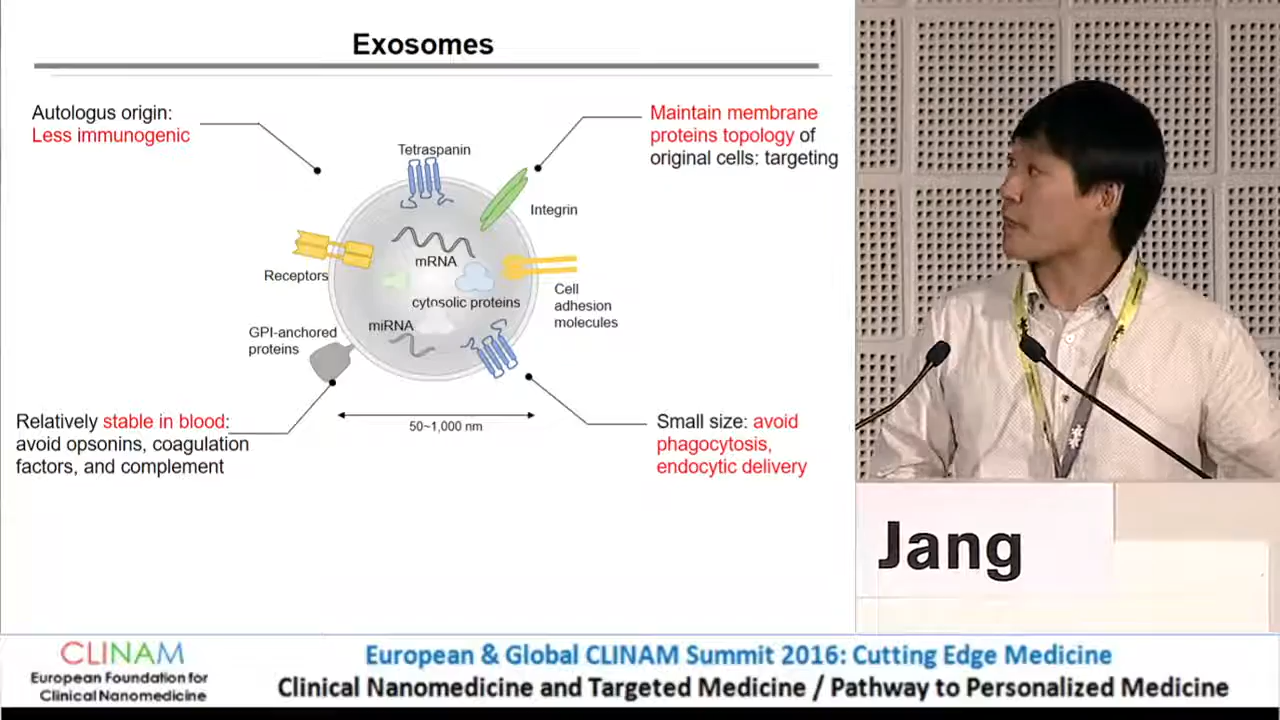 Exosomes
Autologus origin:
Less immunogenic
Maintain membrane
proteins topology of
original cells: targeting
Tetraspanin
Integrin
Receptors
mRNA
cytosolic proteins
Cell
adhesion
molecules
miRNA
GPI-anchored
proteins
Relatively stable in blood:
avoid opsonins, coagulation
factors, and complement
50~1,000 nm
Small size: avoid
phagocytosis,
endocytic delivery
Jang
CLINAM
European Foundation for
Clinical Nanomedicine
European & Global CLINAM Summit 2016: Cutting Edge Medicine
Clinical Nanomedicine and Targeted Medicine / Pathway to Personalized Medicine